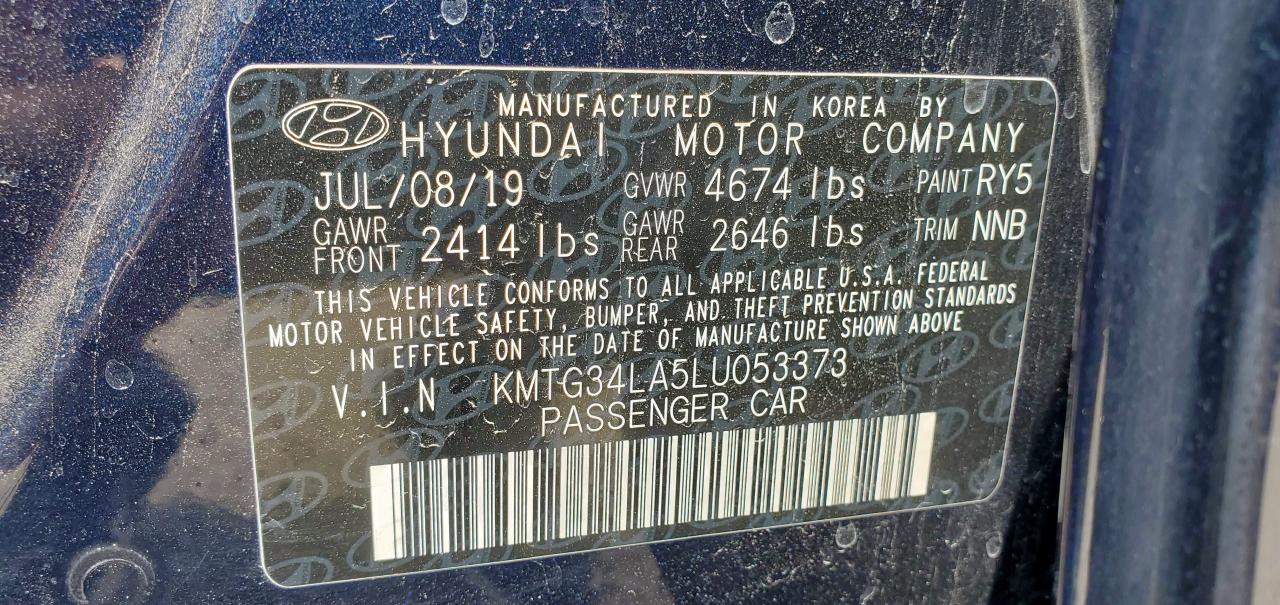 MANUFACTURED IN KOREA BY
HYUNDAI MOTOR COMPANY
JUL/08/19 GVWR 4674 lbs PAINT RY5
GAWR FRONT 2414 lbs GAWR REAR 2646 lbs TRIM NNB
THIS VEHICLE CONFORMS TO ALL APPLICABLE U.S.A. FEDERAL
MOTOR VEHICLE SAFETY, BUMPER, AND THEFT PREVENTION STANDARDS
IN EFFECT ON THE DATE OF MANUFACTURE SHOWN ABOVE
V.I.N KMTG34LA5LU053373
PASSENGER CAR